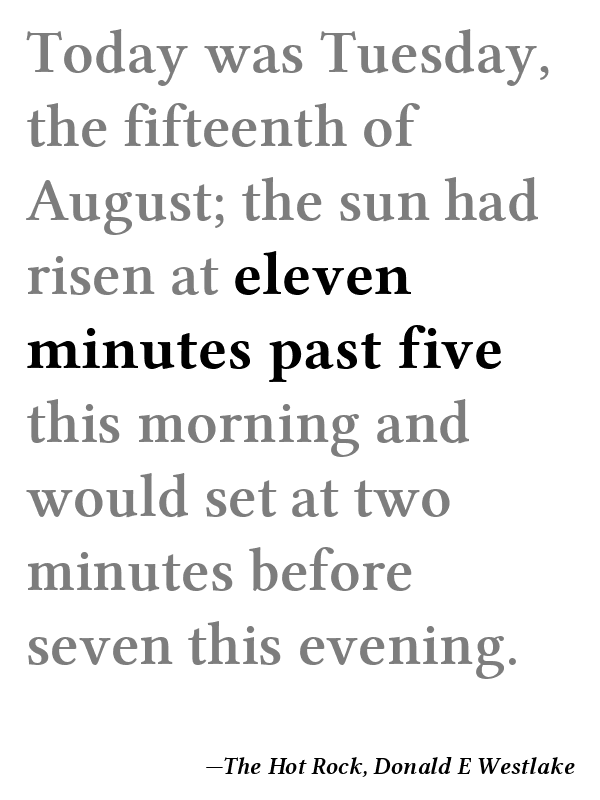 Today was Tuesday,
the fifteenth of
August; the sun had
risen at eleven
minutes past five
this morning and
would set at two
minutes before
seven this evening.
—The Hot Rock, Donald E Westlake